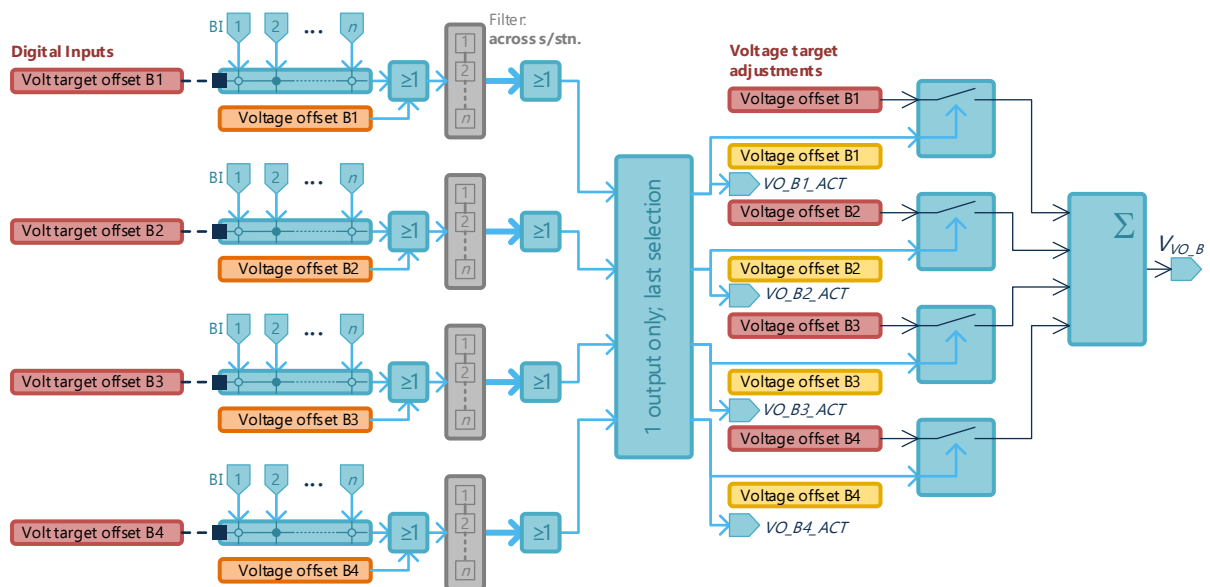 Digital Inputs
Filter:
across s/stn.
Volt target offset B1
BI 1 2 ... n
≥1
1
2
n
≥1
Voltage offset B1
Volt target offset B2
BI 1 2 ... n
≥1
1
2
n
≥1
Voltage offset B2
Volt target offset B3
BI 1 2 ... n
≥1
1
2
n
≥1
Voltage offset B3
Volt target offset B4
BI 1 2 ... n
≥1
1
2
n
≥1
Voltage offset B4
1 output only; last selection
Voltage target
adjustments
Voltage offset B1
Voltage offset B1
VO_B1_ACT
Voltage offset B2
Voltage offset B2
VO_B2_ACT
Voltage offset B3
Voltage offset B3
VO_B3_ACT
Voltage offset B4
Voltage offset B4
VO_B4_ACT
Σ
VVO_B